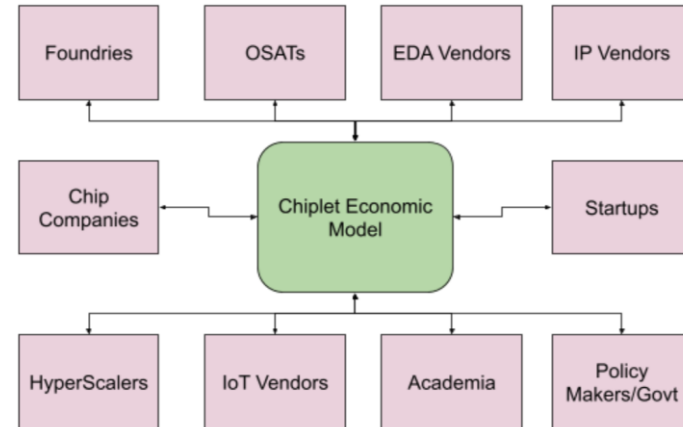 Foundries
OSATs
EDA Vendors
IP Vendors
Chip
Companies
Chiplet Economic
Model
Startups
HyperScalers
IoT Vendors
Academia
Policy
Makers/Govt